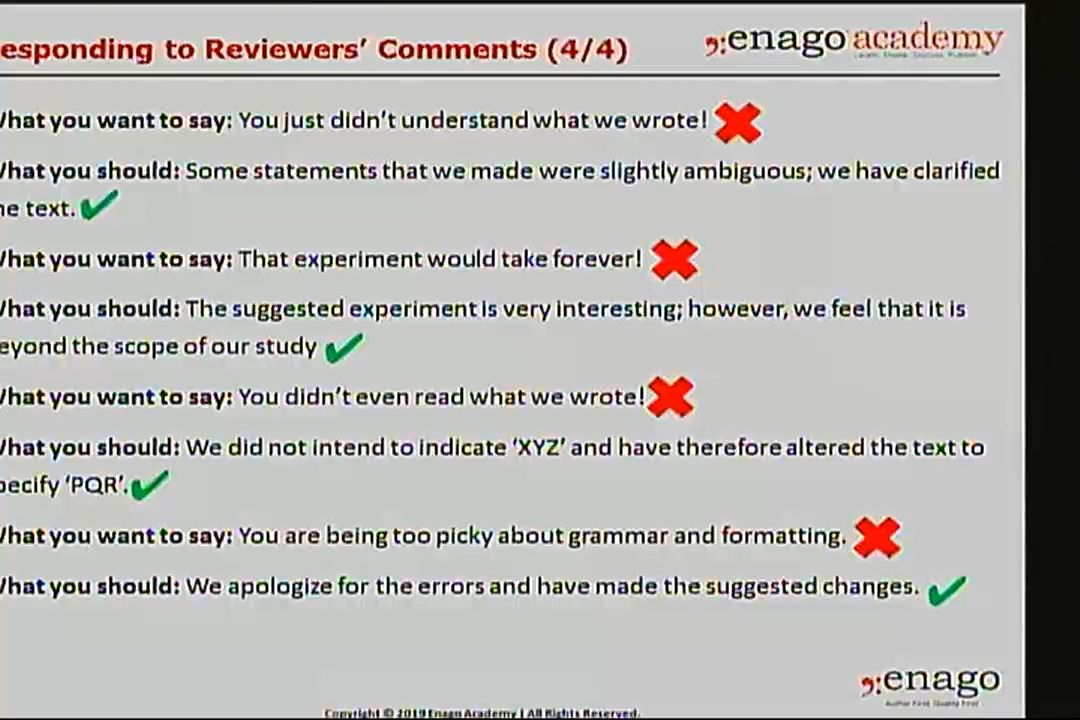 esponding to Reviewers' Comments (4/4)
enago academy
hat you want to say: You just didn't understand what we wrote!
hat you should: Some statements that we made were slightly ambiguous; we have clarified
he text.
hat you want to say: That experiment would take forever!
hat you should: The suggested experiment is very interesting; however, we feel that it is
eyond the scope of our study
hat you want to say: You didn't even read what we wrote!
hat you should: We did not intend to indicate 'XYZ' and have therefore altered the text to
pecify 'PQR'.
hat you want to say: You are being too picky about grammar and formatting.
hat you should: We apologize for the errors and have made the suggested changes.
enago
Copyright © 2019 Enago Academy | All Rights Reserved.